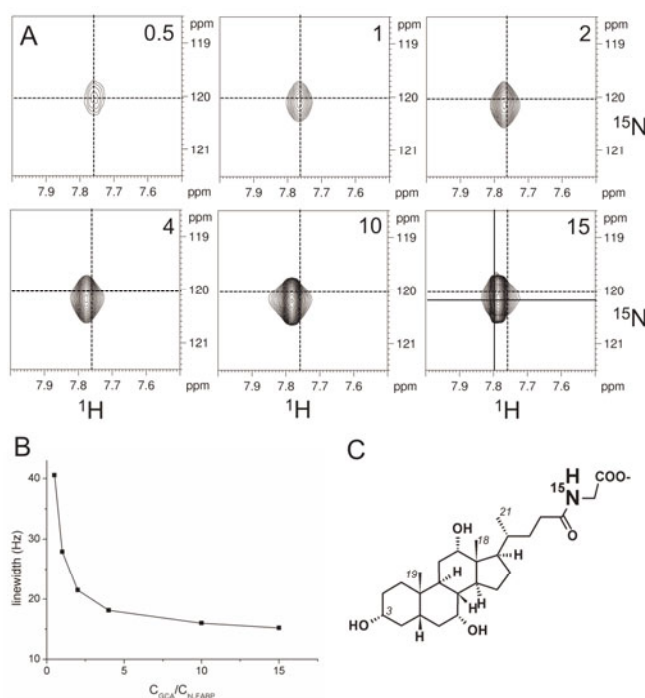 A
0.5
1
2
ppm
ppm
ppm
119
119
119
120
120
120
15N
121
121
121
7.9 7.8 7.7 7.6 ppm
7.9 7.8 7.7 7.6 ppm
7.9 7.8 7.7 7.6 ppm
4
10
15
ppm
ppm
ppm
119
119
119
120
120
120
15N
121
121
121
7.9 7.8 7.7 7.6 ppm
7.9 7.8 7.7 7.6 ppm
7.9 7.8 7.7 7.6 ppm
1H
1H
1H
B
linewidth (Hz)
40
30
20
10
0 5 10 15
C
H
15N
COO-
O
21
OH
18
H
19
H
H
H
3
HO
H
OH